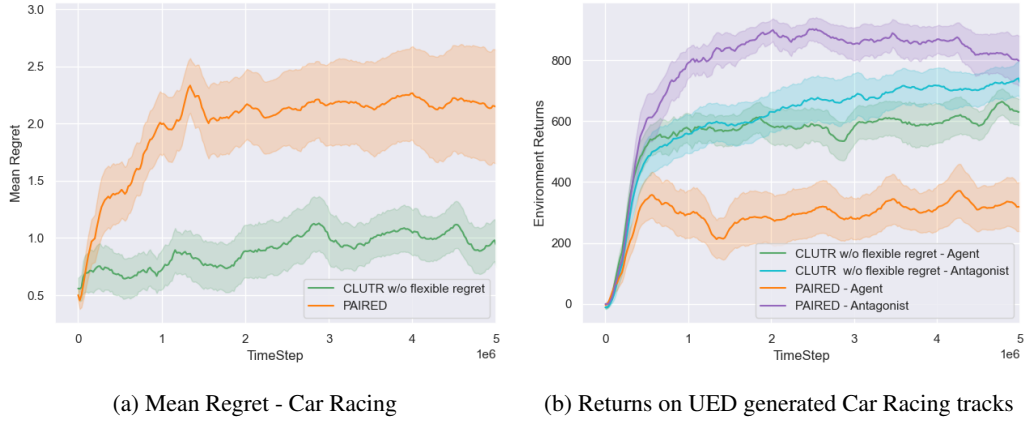 3.0
2.5
2.0
1.5
1.0
0.5
Mean Regret
CLUTR w/o flexible regret
PAIRED
0 1 2 3 4 5
1e6
TimeStep
(a) Mean Regret - Car Racing
800
600
400
200
0
Environment Returns
CLUTR w/o flexible regret - Agent
CLUTR w/o flexible regret - Antagonist
PAIRED - Agent
PAIRED - Antagonist
0 1 2 3 4 5
1e6
TimeStep
(b) Returns on UED generated Car Racing tracks